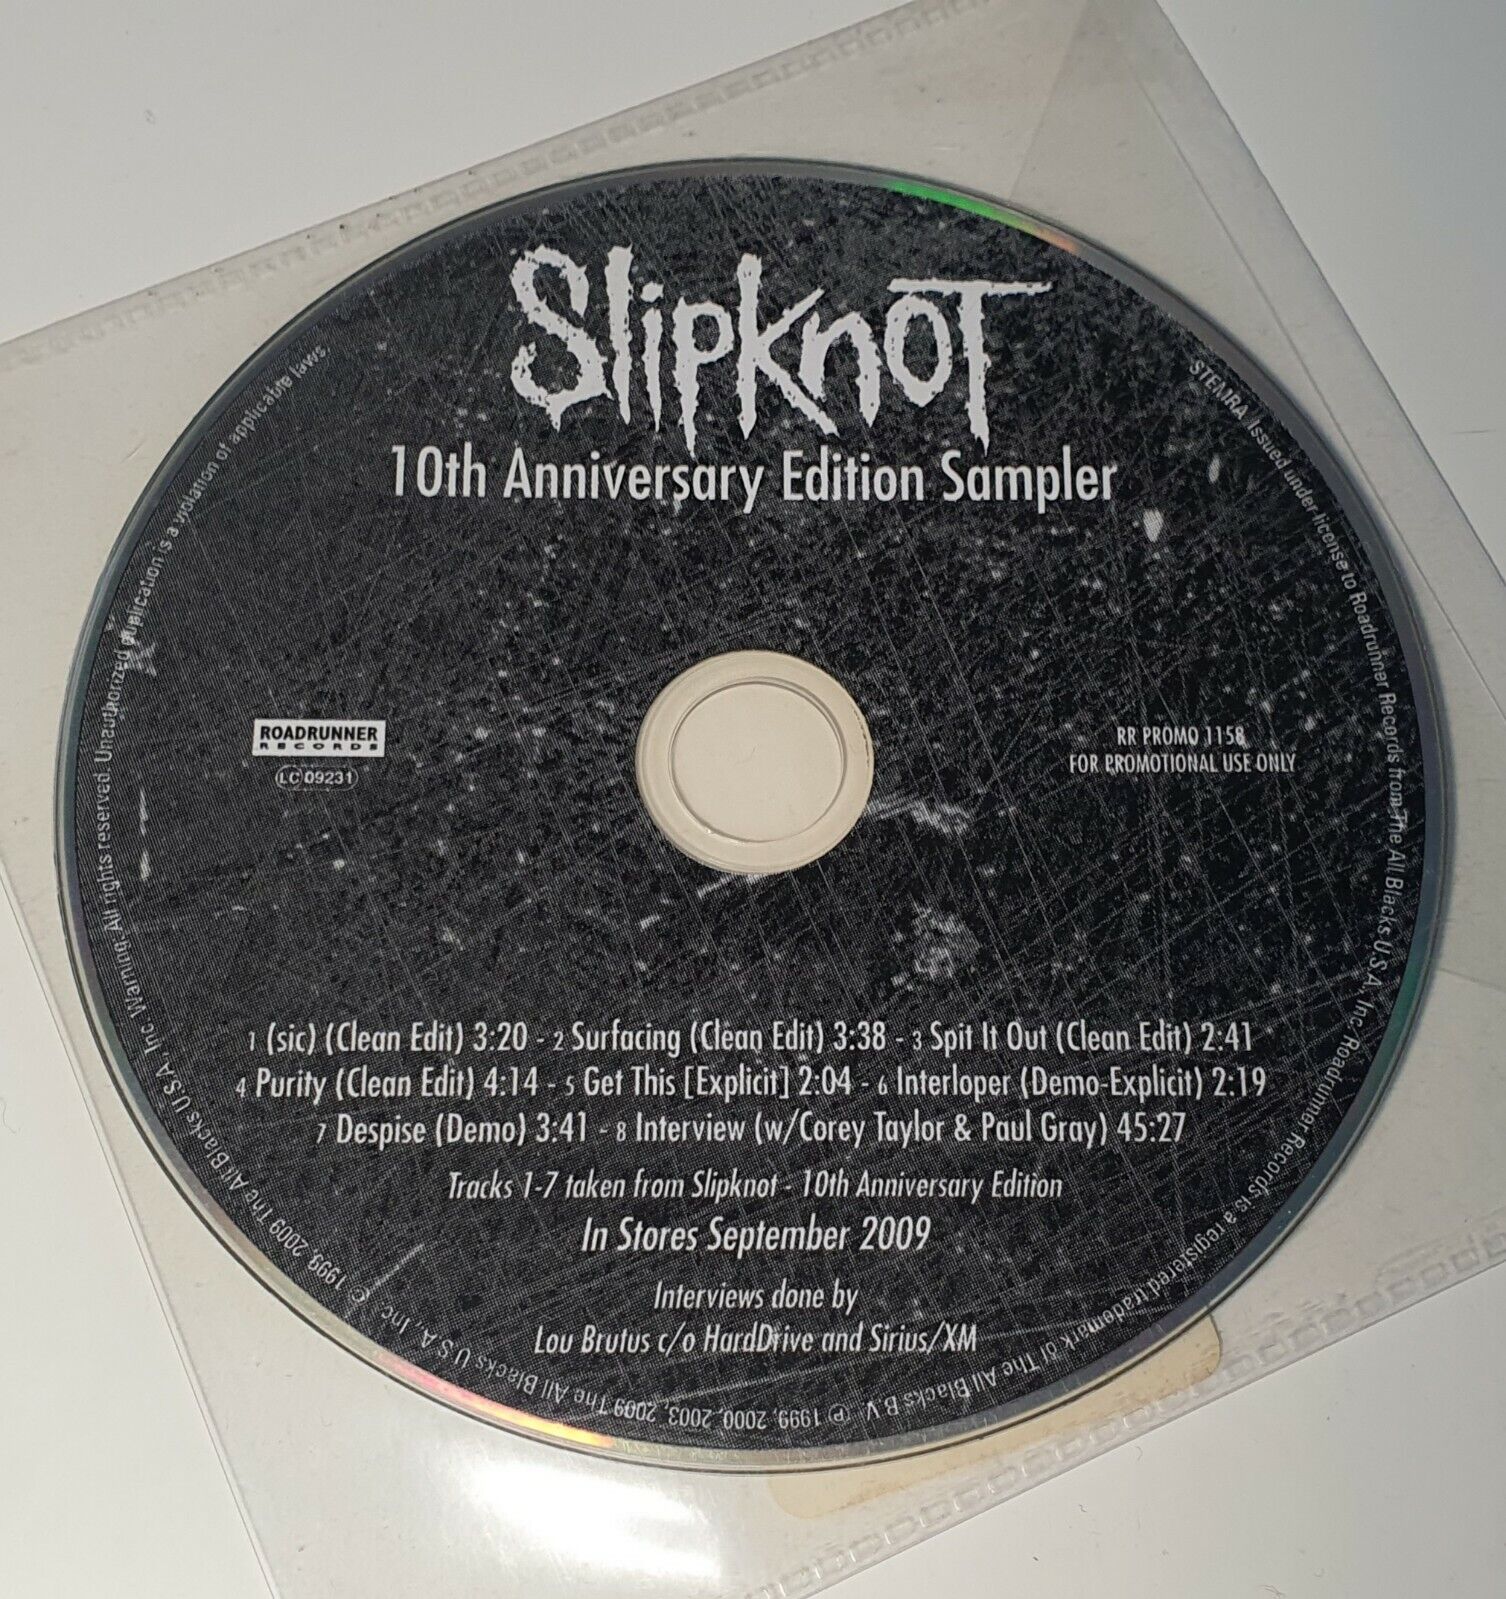 Slipknot
10th Anniversary Edition Sampler
ROADRUNNER
RECORDS
LC 09231
RR PROMO 1158
FOR PROMOTIONAL USE ONLY
1 (sic) (Clean Edit) 3:20 - 2 Surfacing (Clean Edit) 3:38 - 3 Spit It Out (Clean Edit) 2:41
4 Purity (Clean Edit) 4:14 - 5 Get This [Explicit] 2:04 - 6 Interloper (Demo-Explicit) 2:19
7 Despise (Demo) 3:41 - 8 Interview (w/Corey Taylor & Paul Gray) 45:27
Tracks 1-7 taken from Slipknot - 10th Anniversary Edition
In Stores September 2009
Interviews done by
Lou Brutus c/o HardDrive and Sirius/XM
STEMRA Issued under license to Roadrunner Records from The All Blacks U.S.A., Inc. Roadrunner Records is a registered trademark of The All Blacks B.V. ℗ 1999, 2000, 2003, 2009 The All Blacks U.S.A., Inc. © 1999, 2009 The All Blacks U.S.A., Inc. Warning. All rights reserved. Unauthorized duplication is a violation of applicable laws.